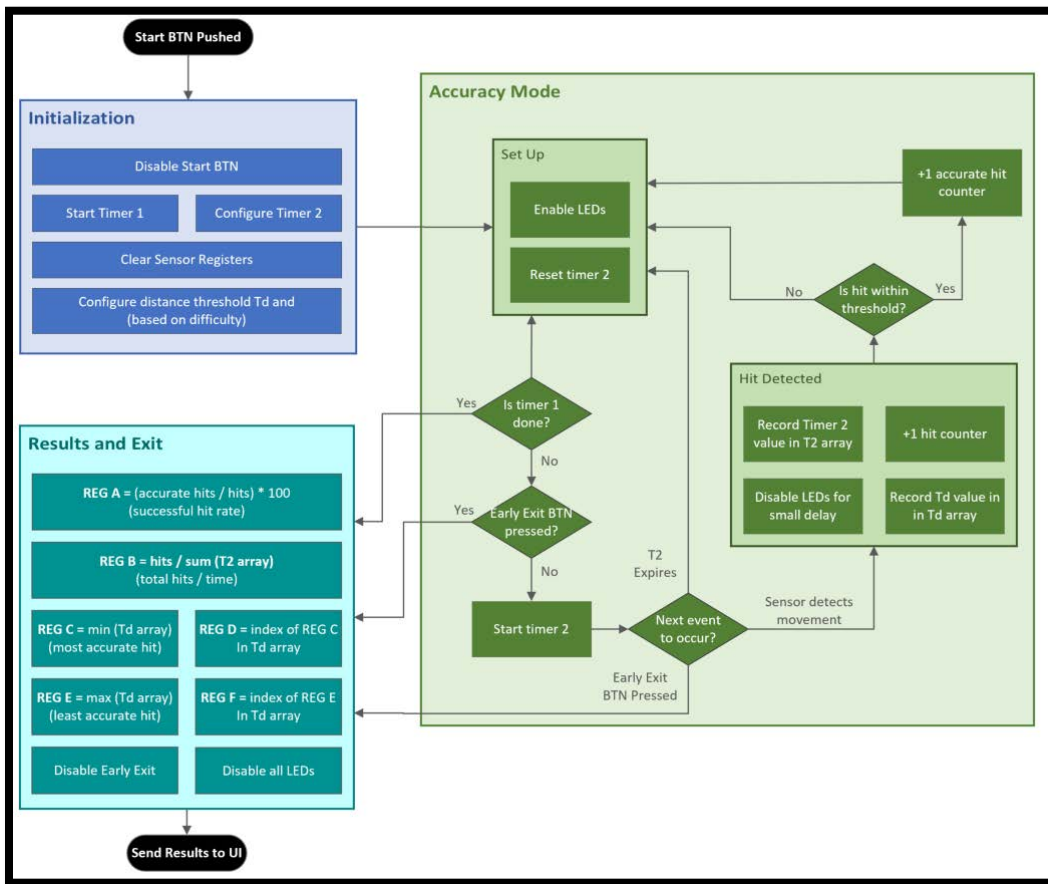 Start BTN Pushed
Initialization
Disable Start BTN
Start Timer 1
Configure Timer 2
Clear Sensor Registers
Configure distance threshold Td and
(based on difficulty)
Accuracy Mode
Set Up
Enable LEDs
Reset timer 2
+1 accurate hit
counter
No
Is hit within
threshold?
Yes
Hit Detected
Record Timer 2
value in T2 array
+1 hit counter
Disable LEDs for
small delay
Record Td value in
in Td array
Yes
Is timer 1
done?
No
Yes
Early Exit BTN
pressed?
No
Start timer 2
T2
Expires
Next event
to occur?
Sensor detects
movement
Early Exit
BTN Pressed
Results and Exit
REG A = (accurate hits / hits) * 100
(successful hit rate)
REG B = hits / sum (T2 array)
(total hits / time)
REG C = min (Td array)
(most accurate hit)
REG D = index of REG C
In Td array
REG E = max (Td array)
(least accurate hit)
REG F = index of REG E
In Td array
Disable Early Exit
Disable all LEDs
Send Results to UI